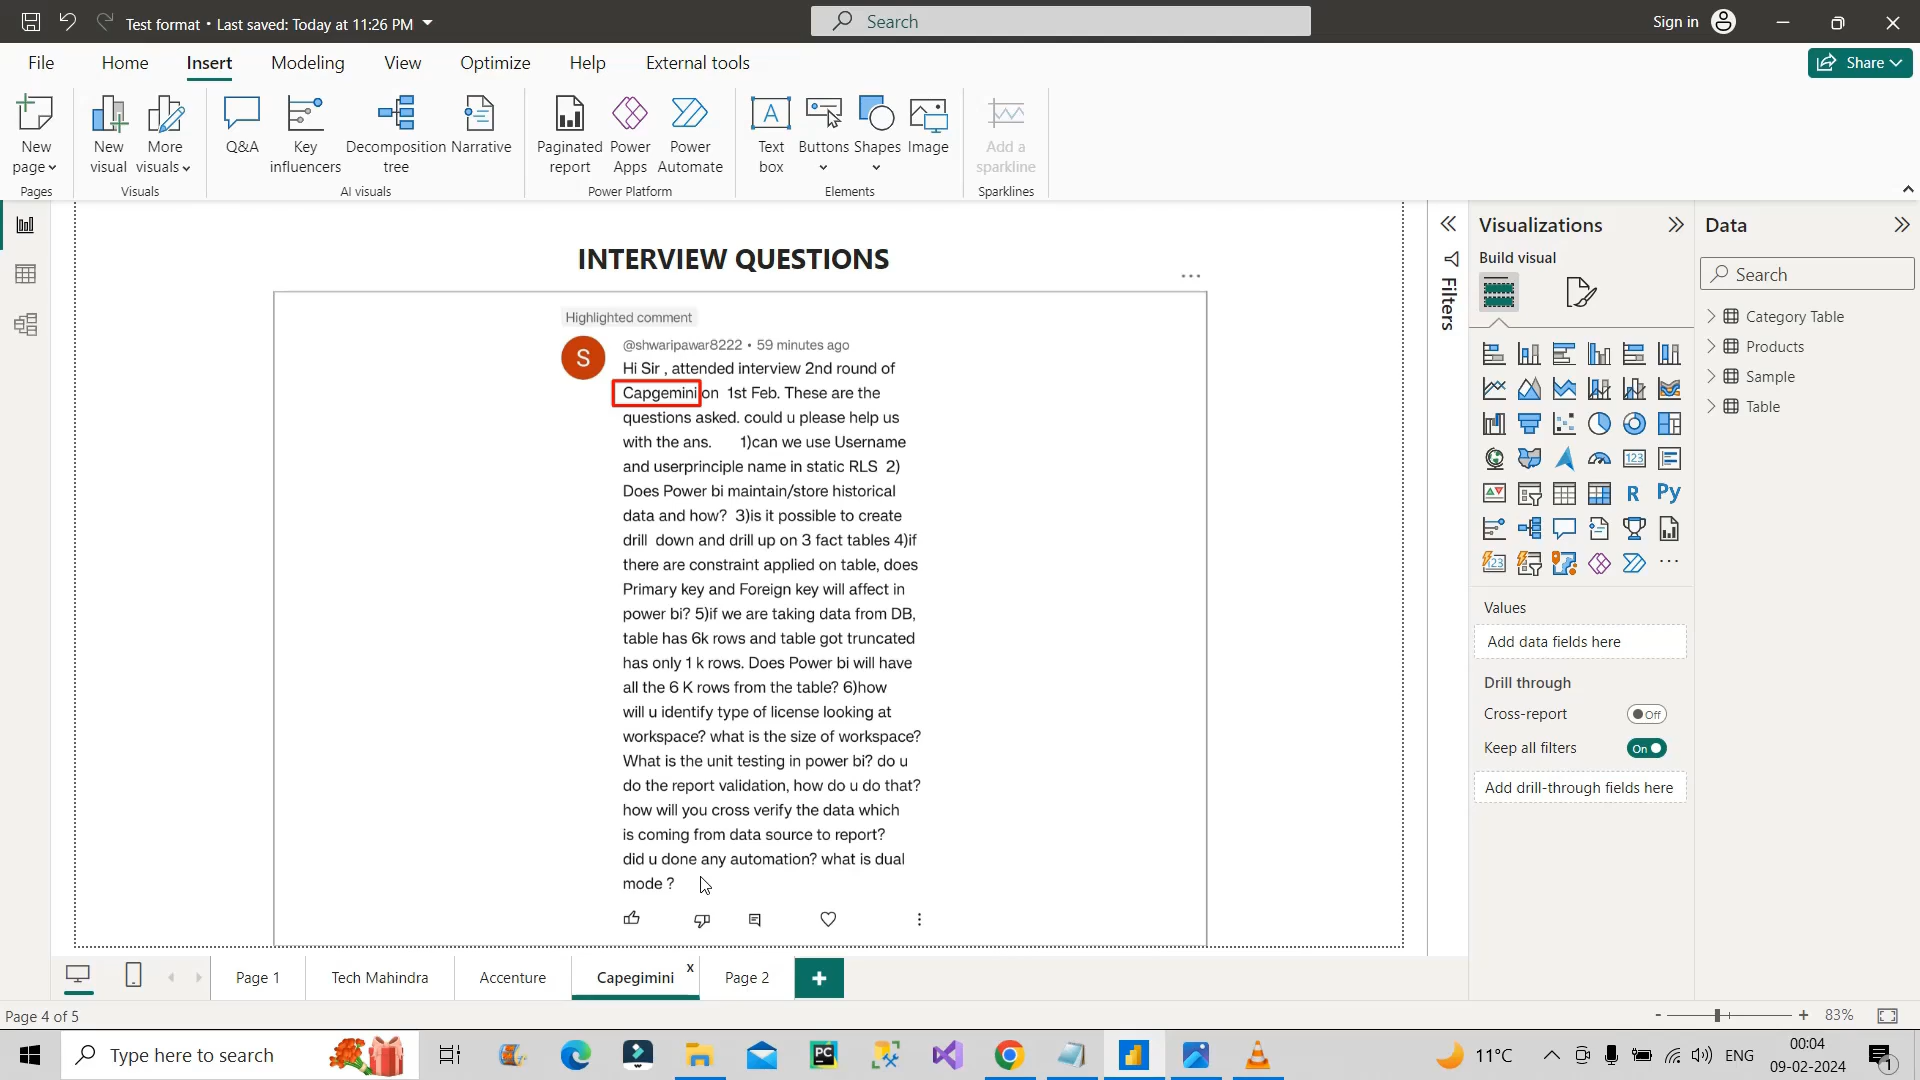 Test format • Last saved: Today at 11:26 PM
Search
Sign in
File Home Insert Modeling View Optimize Help External tools
Share
New page
New visual
More visuals
Q&A
Key influencers
Decomposition tree
Narrative
Paginated report
Power Apps
Power Automate
Text box
Buttons
Shapes
Image
Add a sparkline
Pages
Visuals
AI visuals
Power Platform
Elements
Sparklines
INTERVIEW QUESTIONS
Highlighted comment
S
@shwaripawar8222 • 59 minutes ago
Hi Sir , attended interview 2nd round of
Capgemini on 1st Feb. These are the
questions asked. could u please help us
with the ans. 1)can we use Username
and userprinciple name in static RLS 2)
Does Power bi maintain/store historical
data and how? 3)is it possible to create
drill down and drill up on 3 fact tables 4)if
there are constraint applied on table, does
Primary key and Foreign key will affect in
power bi? 5)if we are taking data from DB,
table has 6k rows and table got truncated
has only 1 k rows. Does Power bi will have
all the 6 K rows from the table? 6)how
will u identify type of license looking at
workspace? what is the size of workspace?
What is the unit testing in power bi? do u
do the report validation, how do u do that?
how will you cross verify the data which
is coming from data source to report?
did u done any automation? what is dual
mode ?
Filters
Visualizations
Build visual
123
R
Py
123
Values
Add data fields here
Drill through
Cross-report
Off
Keep all filters
On
Add drill-through fields here
Data
Search
Category Table
Products
Sample
Table
Page 1
Tech Mahindra
Accenture
Capegimini
x
Page 2
+
Page 4 of 5
- + 83%
Type here to search
PC
11°C
ENG
00:04
09-02-2024
1